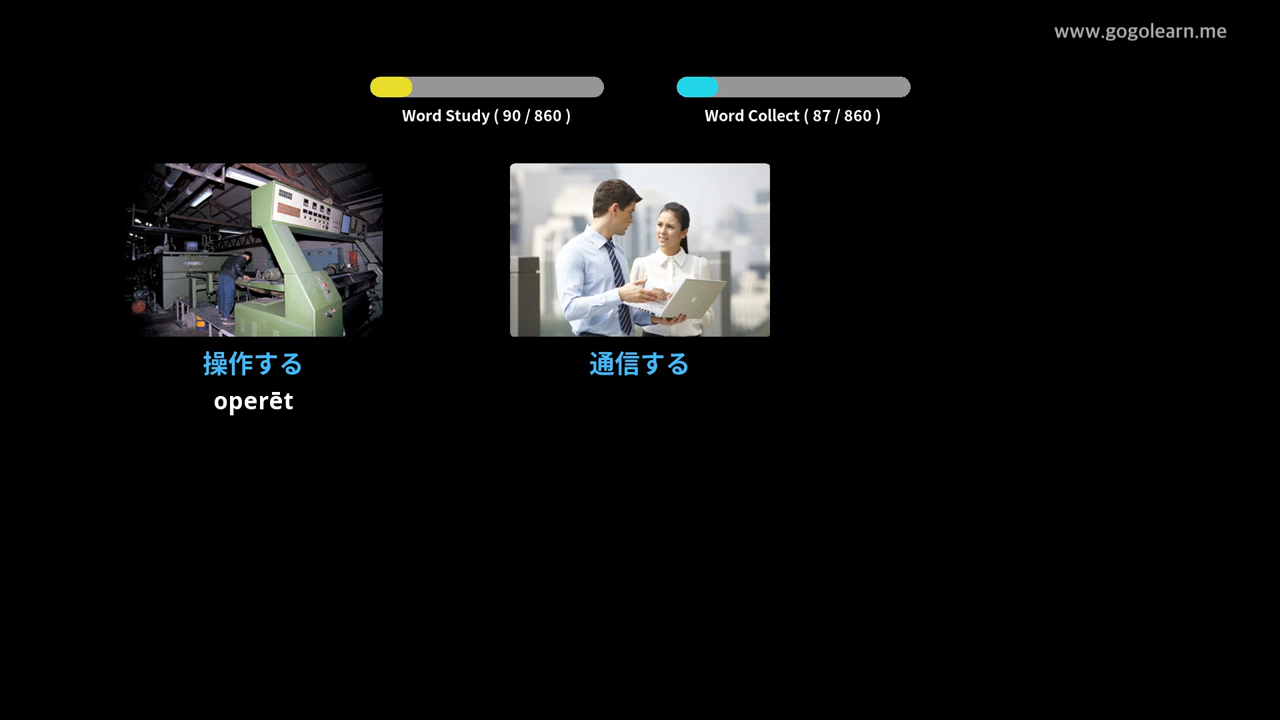 www.gogolearn.me
Word Study ( 90 / 860 )
Word Collect ( 87 / 860 )
操作する
通信する
operēt